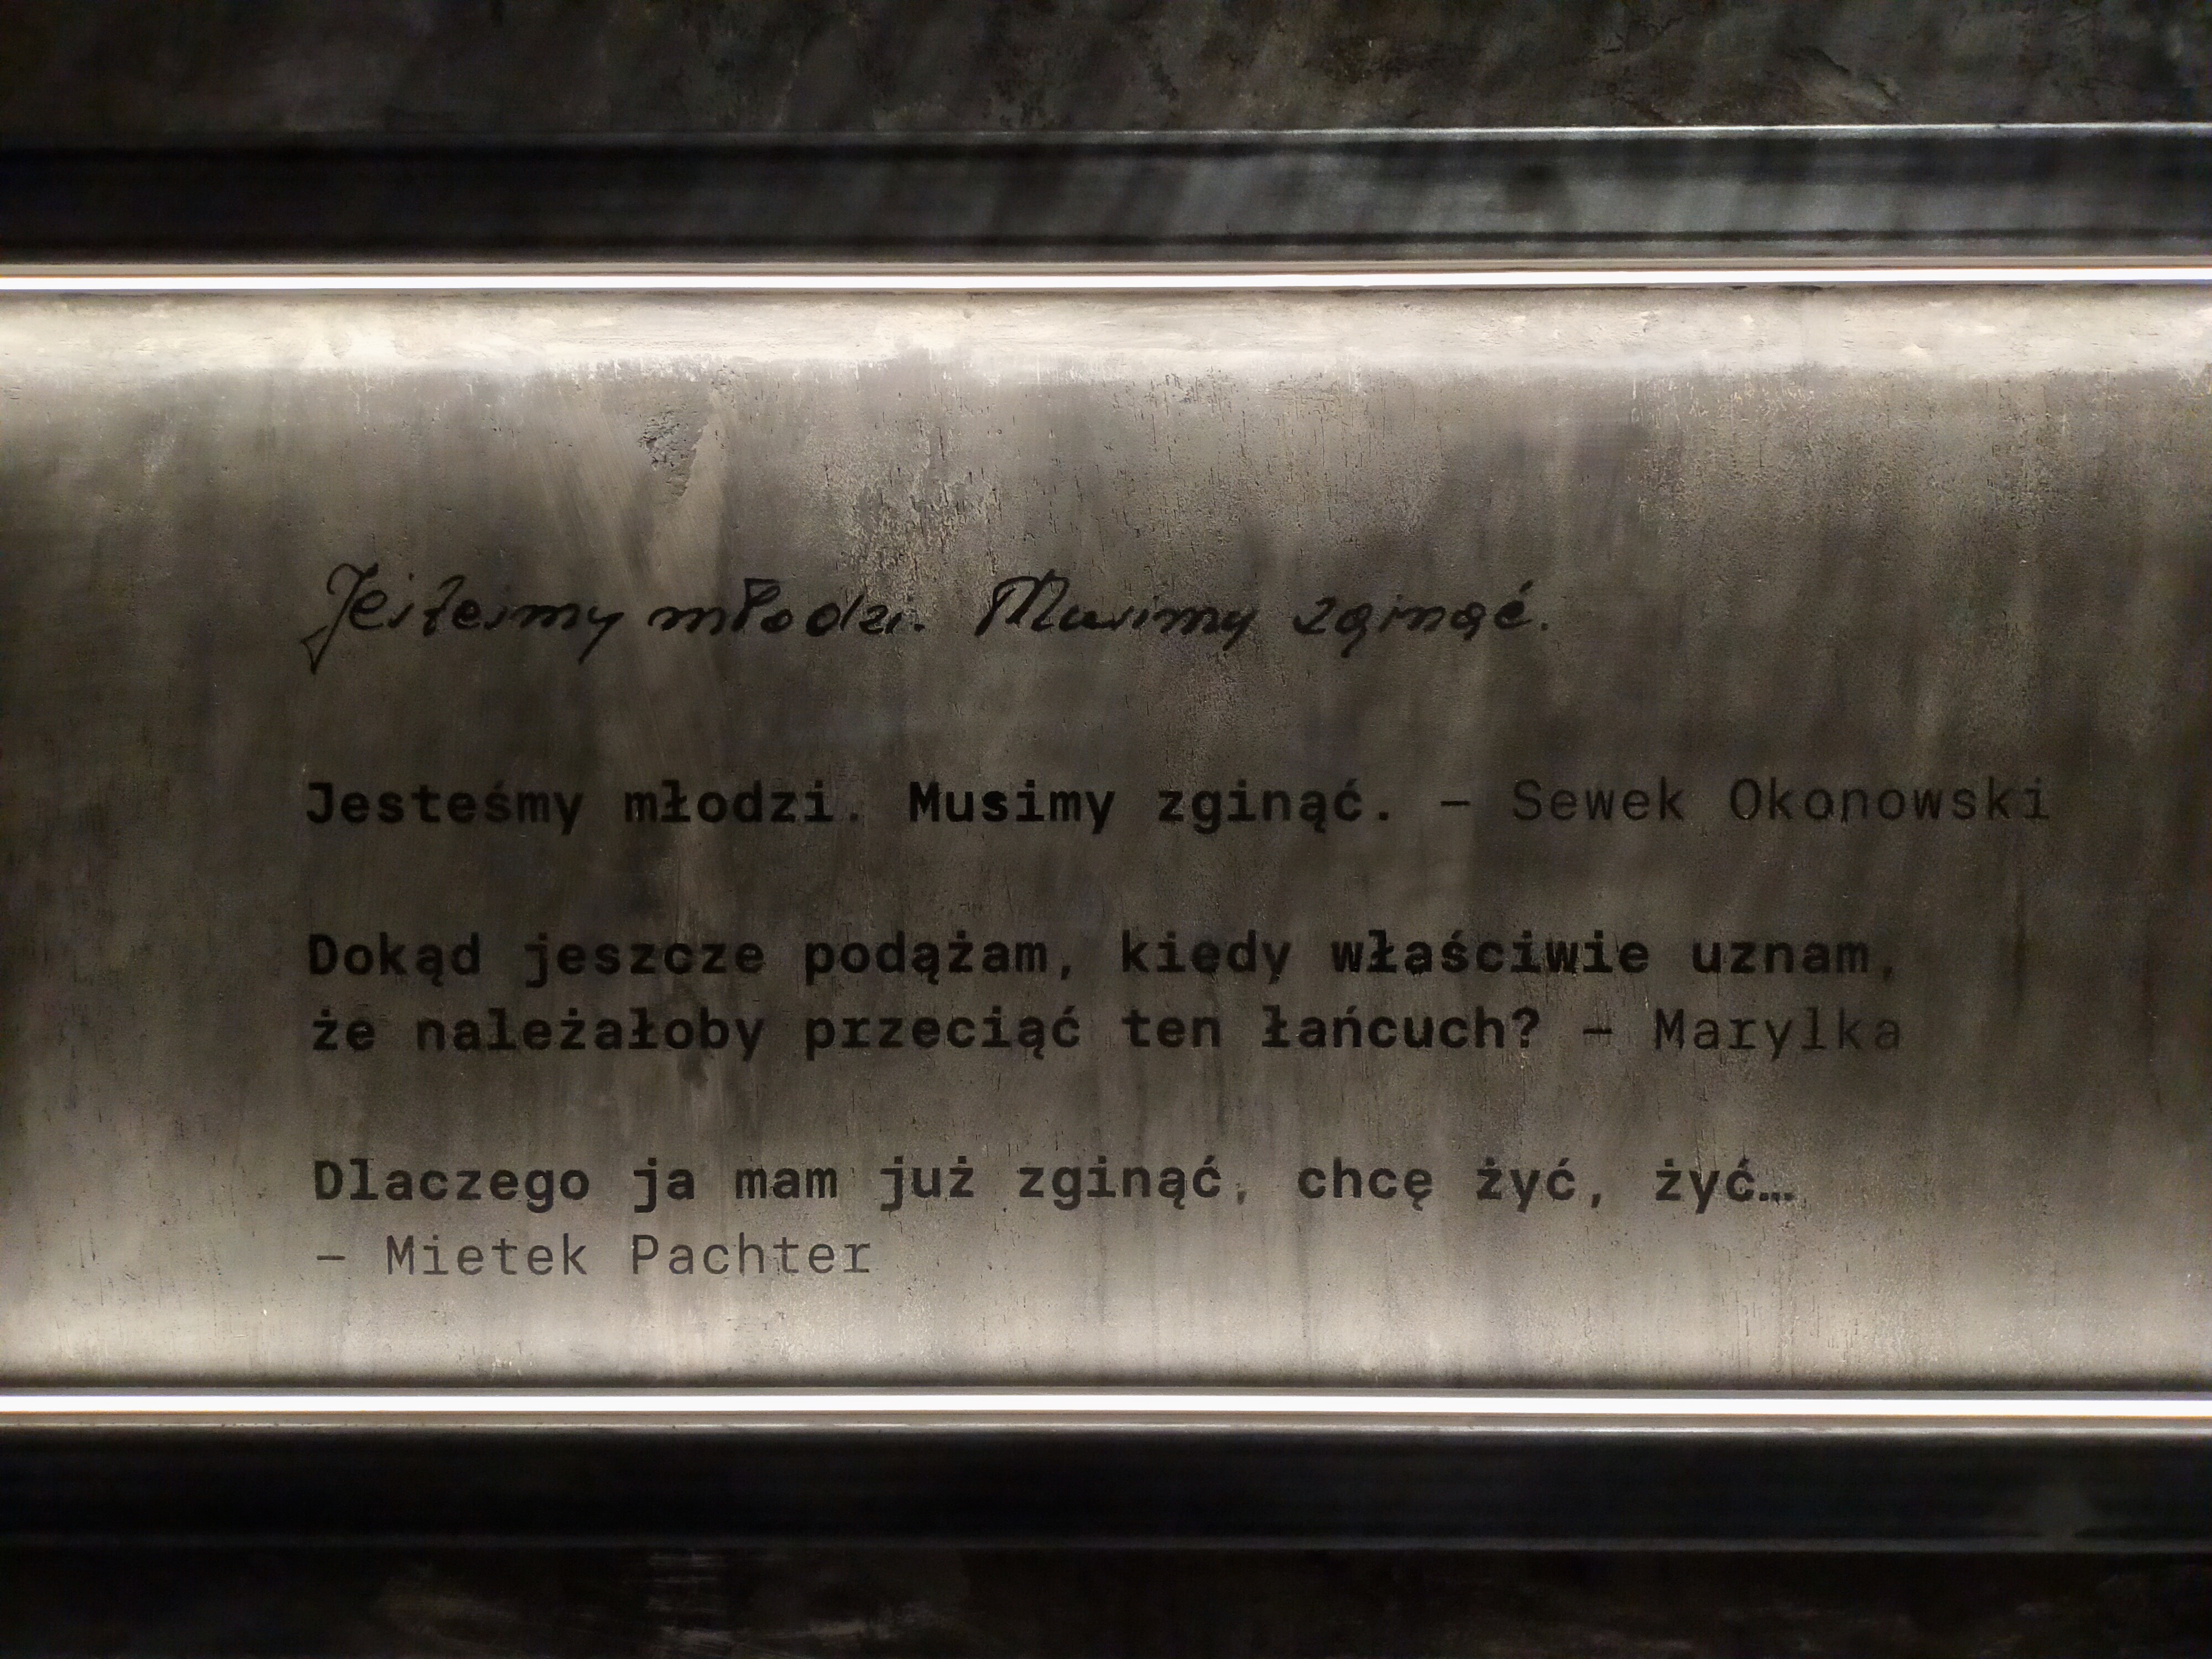 Jesteśmy młodzi. Musimy zginąć.
Jesteśmy młodzi. Musimy zginąć. – Sewek Okonowski
Dokąd jeszcze podążam, kiedy właściwie uznam,
że należałoby przeciąć ten łańcuch? – Marylka
Dlaczego ja mam już zginąć, chcę żyć, żyć…
– Mietek Pachter